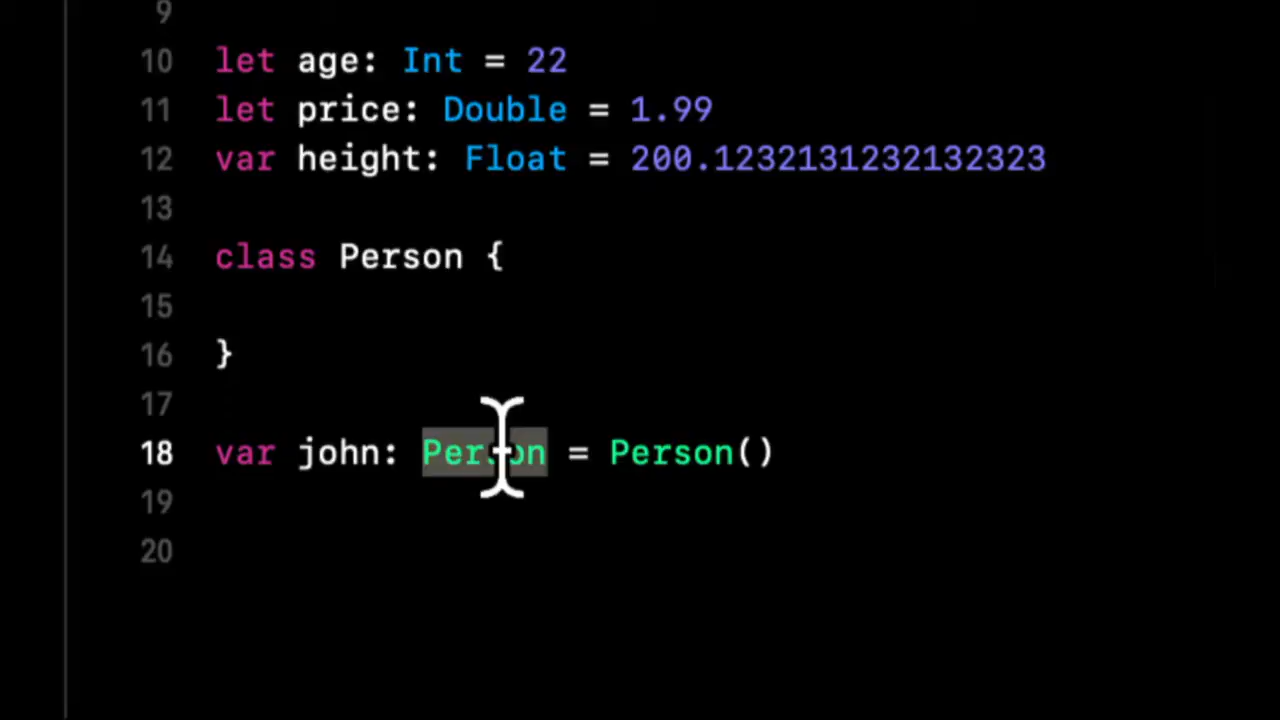 9
10 let age: Int = 22
11 let price: Double = 1.99
12 var height: Float = 200.1232131232132323
13
14 class Person {
15
16 }
17
18 var john: Person = Person()
19
20